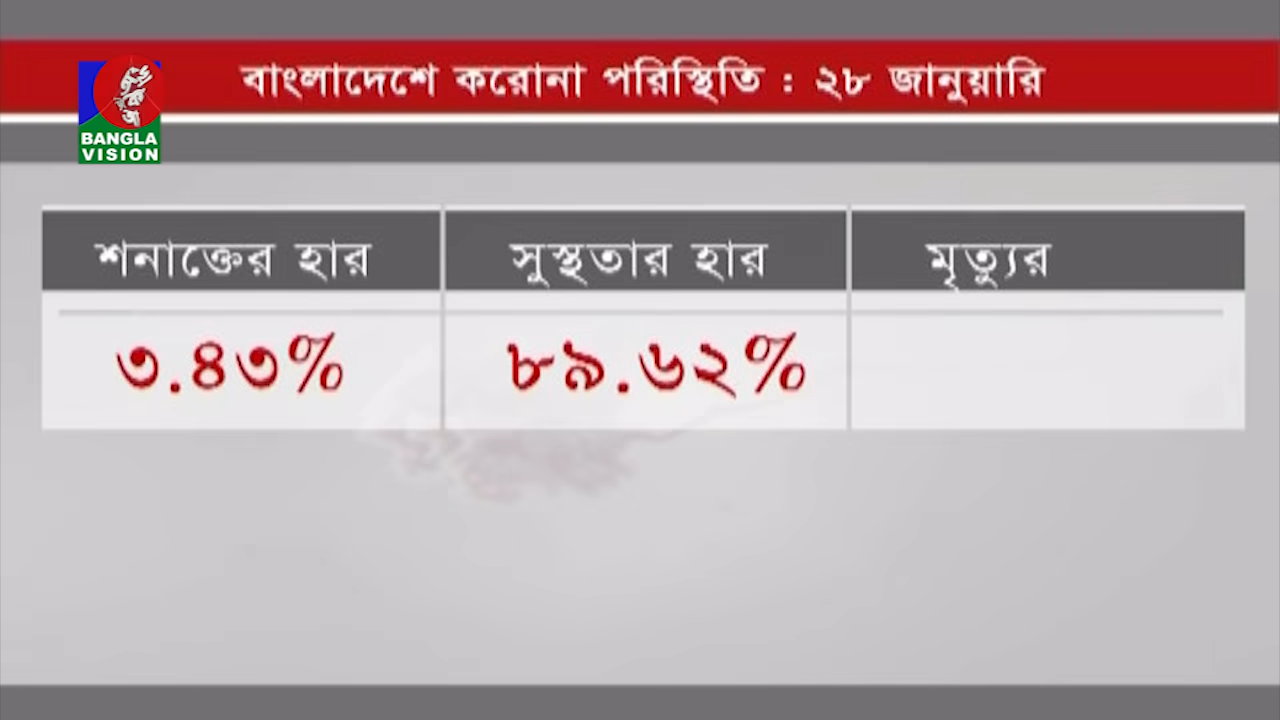 বাংলাদেশে করোনা পরিস্থিতি : ২৮ জানুয়ারি
BANGLA
VISION
শনাক্তের হার সুস্থতার হার মৃত্যুর
৩.৪৩% ৮৯.৬২%